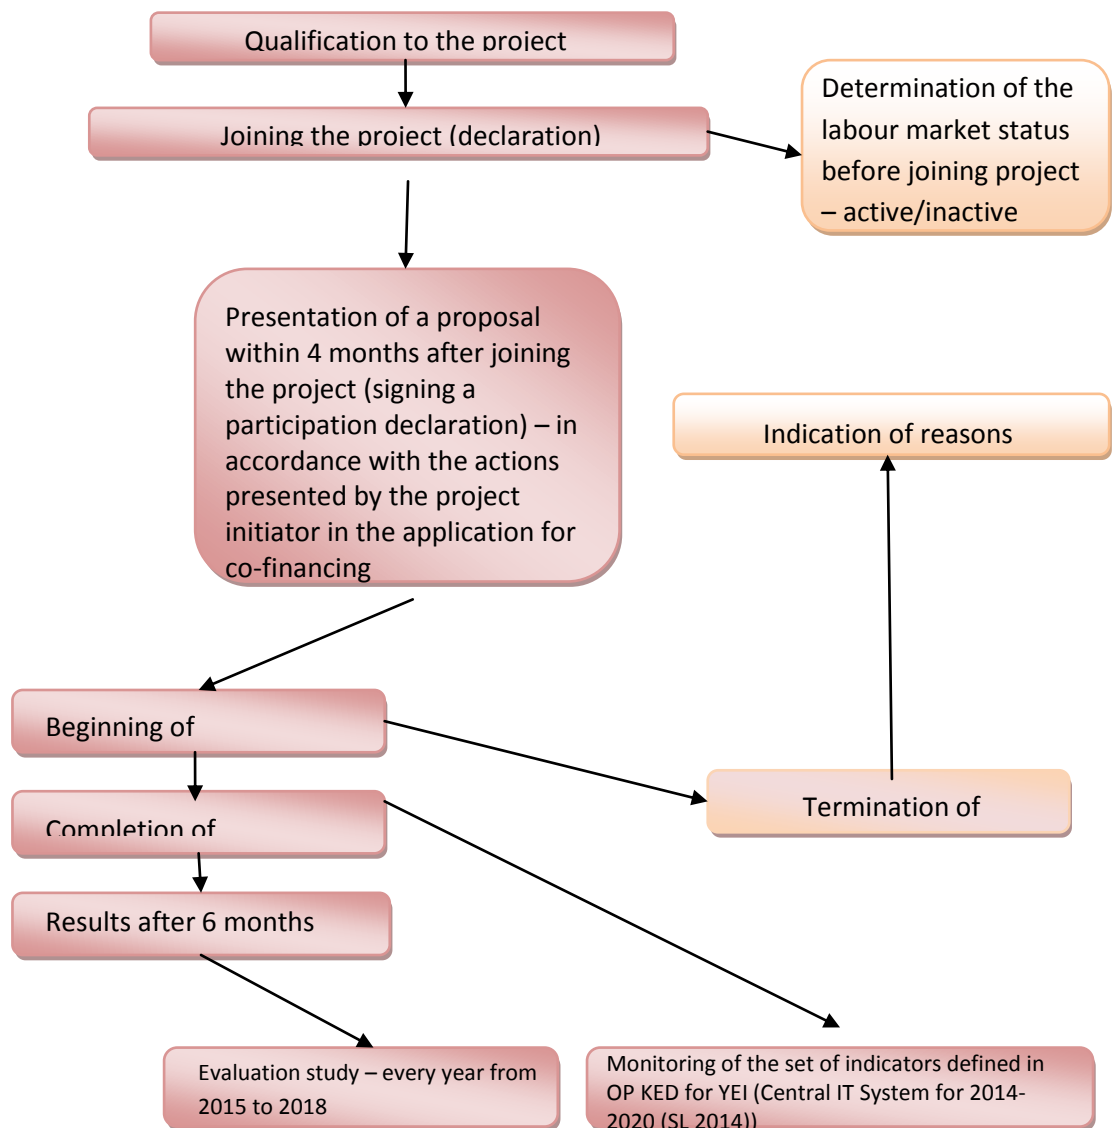 Qualification to the project
Joining the project (declaration)
Determination of the
labour market status
before joining project
– active/inactive
Presentation of a proposal
within 4 months after joining
the project (signing a
participation declaration) – in
accordance with the actions
presented by the project
initiator in the application for
co-financing
Indication of reasons
Beginning of
Termination of
Completion of
Results after 6 months
Evaluation study – every year from
2015 to 2018
Monitoring of the set of indicators defined in
OP KED for YEI (Central IT System for 2014-
2020 (SL 2014))